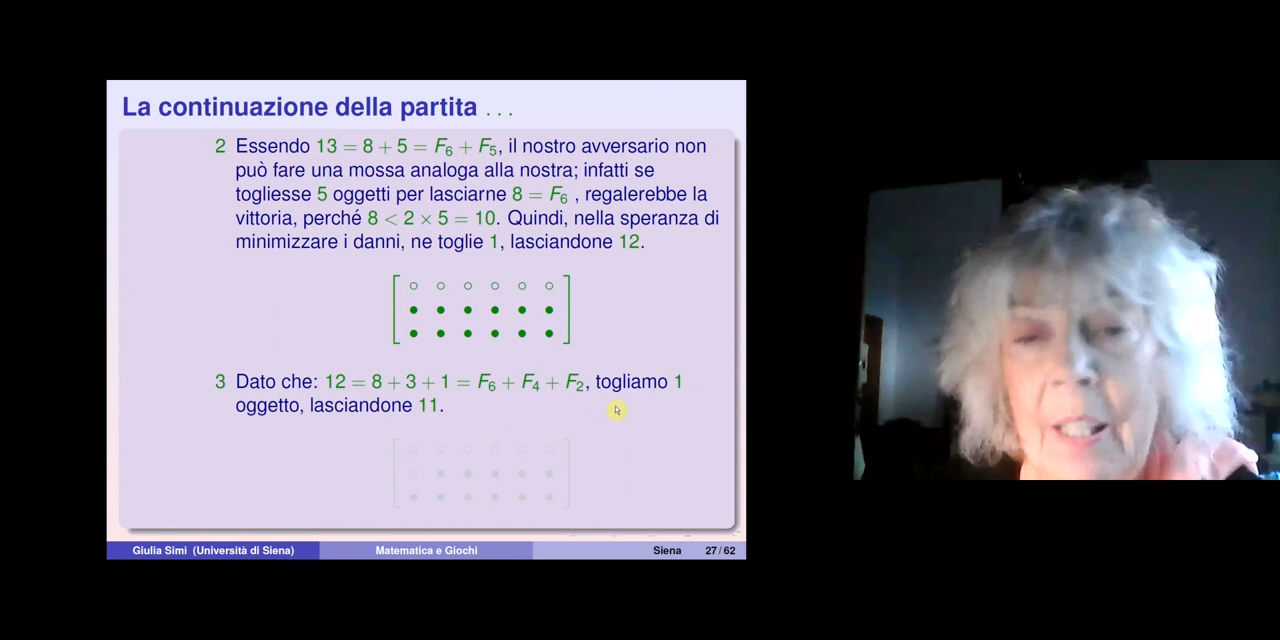 La continuazione della partita . . .
2 Essendo 13 = 8 + 5 = F₆ + F₅, il nostro avversario non
può fare una mossa analoga alla nostra; infatti se
togliesse 5 oggetti per lasciarne 8 = F₆ , regalerebbe la
vittoria, perché 8 < 2 × 5 = 10. Quindi, nella speranza di
minimizzare i danni, ne toglie 1, lasciandone 12.
3 Dato che: 12 = 8 + 3 + 1 = F₆ + F₄ + F₂, togliamo 1
oggetto, lasciandone 11.
Giulia Simi (Università di Siena) Matematica e Giochi Siena 27 / 62